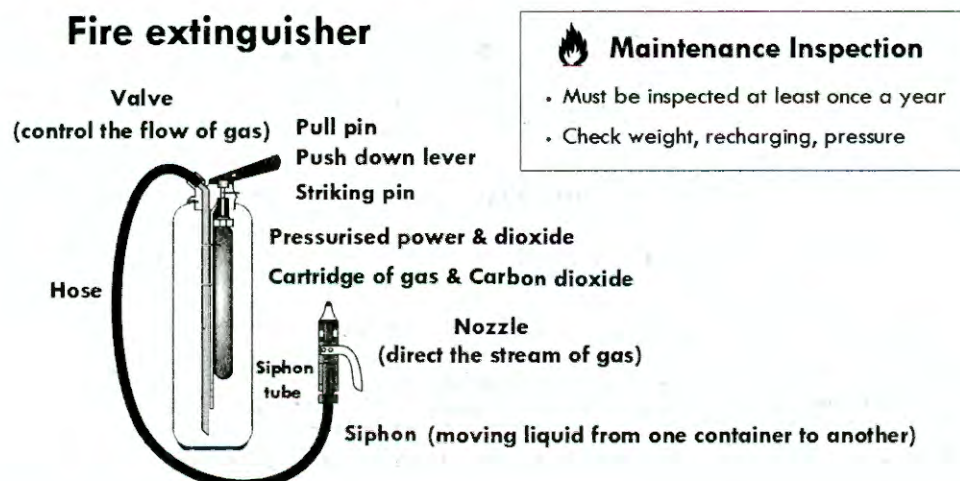 Fire extinguisher
Maintenance Inspection
• Must be inspected at least once a year
• Check weight, recharging, pressure
Valve
(control the flow of gas)
Pull pin
Push down lever
Striking pin
Pressurised power & dioxide
Cartridge of gas & Carbon dioxide
Hose
Nozzle
(direct the stream of gas)
Siphon
tube
Siphon (moving liquid from one container to another)